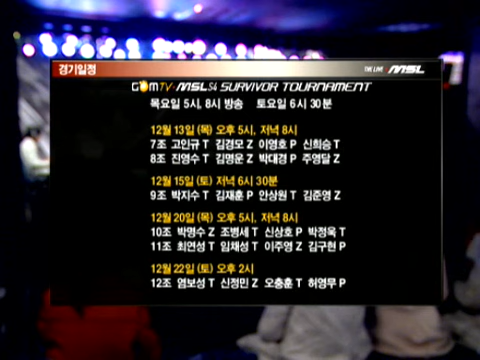 경기일정
THE LIVE MSL
GOMTV MSL S4 SURVIVOR TOURNAMENT
목요일 5시, 8시 방송 토요일 6시 30분
12월 13일 (목) 오후 5시, 저녁 8시
7조 고인규 T 김경모 Z 이영호 P 신희승 T
8조 진영수 T 김명운 Z 박대경 P 주영달 Z
12월 15일 (토) 저녁 6시 30분
9조 박지수 T 김재훈 P 안상원 T 김준영 Z
12월 20일 (목) 오후 5시, 저녁 8시
10조 박명수 Z 조병세 T 신상호 P 박정욱 T
11조 최연성 T 임채성 T 이주영 Z 김구현 P
12월 22일 (토) 오후 2시
12조 염보성 T 신정민 Z 오충훈 T 허영무 P